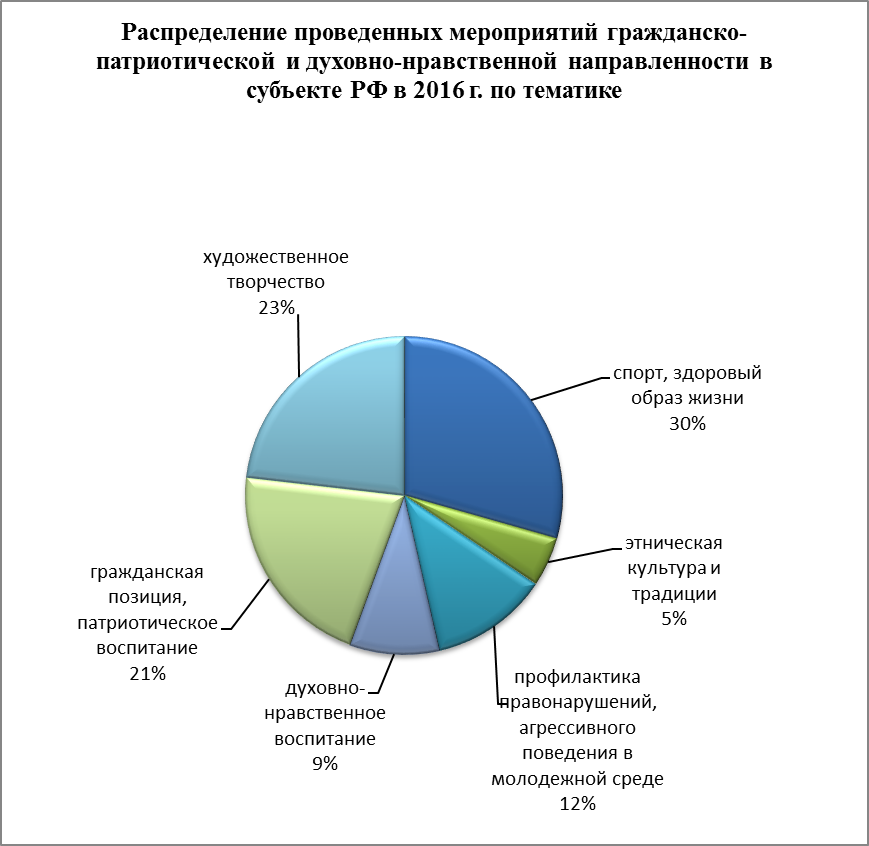 Распределение проведенных мероприятий гражданско-
патриотической и духовно-нравственной направленности в
субъекте РФ в 2016 г. по тематике
художественное
творчество
23%
спорт, здоровый
образ жизни
30%
этническая
культура и
традиции
5%
гражданская
позиция,
патриотическое
воспитание
21%
духовно-
нравственное
воспитание
9%
профилактика
правонарушений,
агрессивного
поведения в
молодежной среде
12%